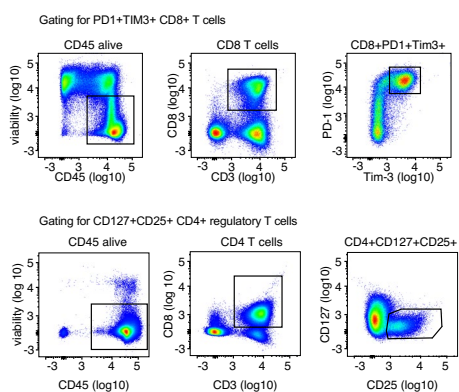 Gating for PD1+TIM3+ CD8+ T cells
CD45 alive
CD8 T cells
CD8+PD1+Tim3+
viability (log10)
5
4
3
-3
-3
3
4
5
CD45 (log10)
CD8 (log10)
5
4
3
-3
-3
3
4
5
CD3 (log10)
PD-1 (log10)
5
4
3
-3
-3
3
4
5
Tim-3 (log10)
Gating for CD127+CD25+ CD4+ regulatory T cells
CD45 alive
CD4 T cells
CD4+CD127+CD25+
viability (log 10)
5
4
3
-3
-3
3
4
5
CD45 (log10)
CD8 (log 10)
5
4
3
-3
-3
3
4
5
CD3 (log10)
CD127 (log10)
5
4
3
-3
-3
3
4
5
CD25 (log10)